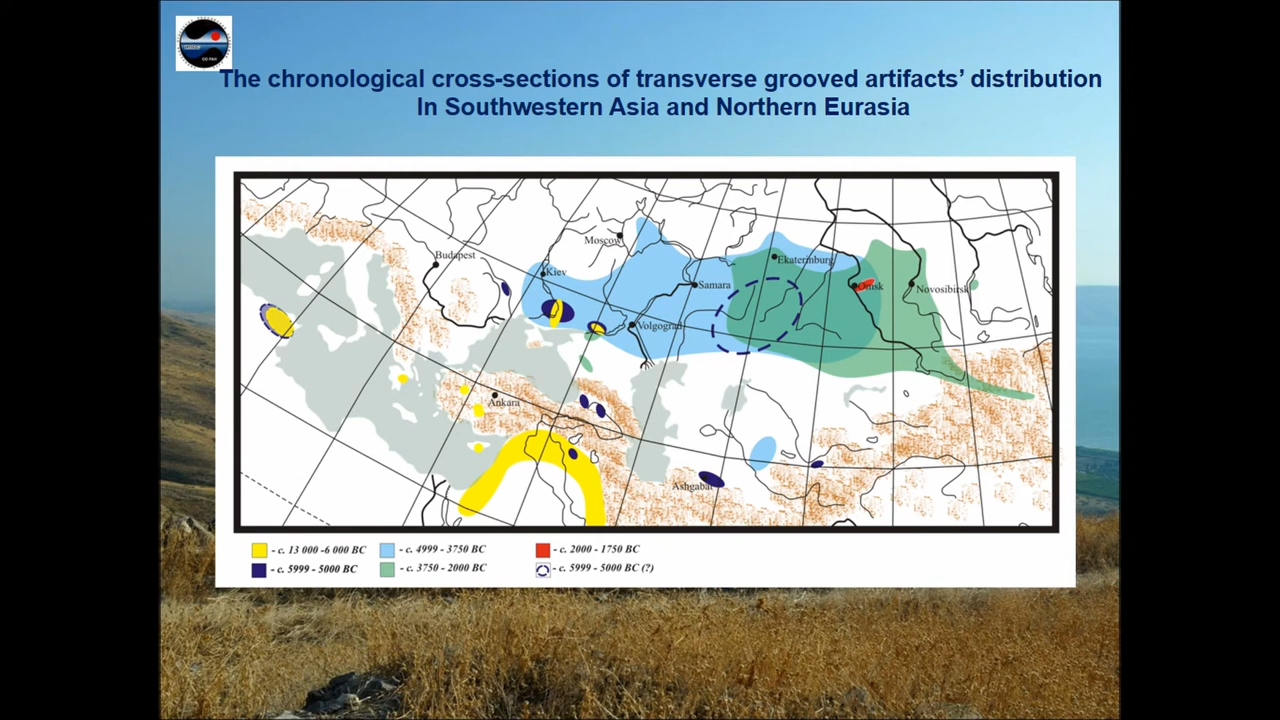 The chronological cross-sections of transverse grooved artifacts’ distribution
In Southwestern Asia and Northern Eurasia
Moscow
Budapest
Kiev
Ekaterinburg
Samara
Omsk
Novosibirsk
Volgograd
Ankara
Ashgabat
- c. 13 000 -6 000 BC
- c. 4999 - 3750 BC
- c. 2000 - 1750 BC
- c. 5999 - 5000 BC
- c. 3750 - 2000 BC
- c. 5999 - 5000 BC (?)